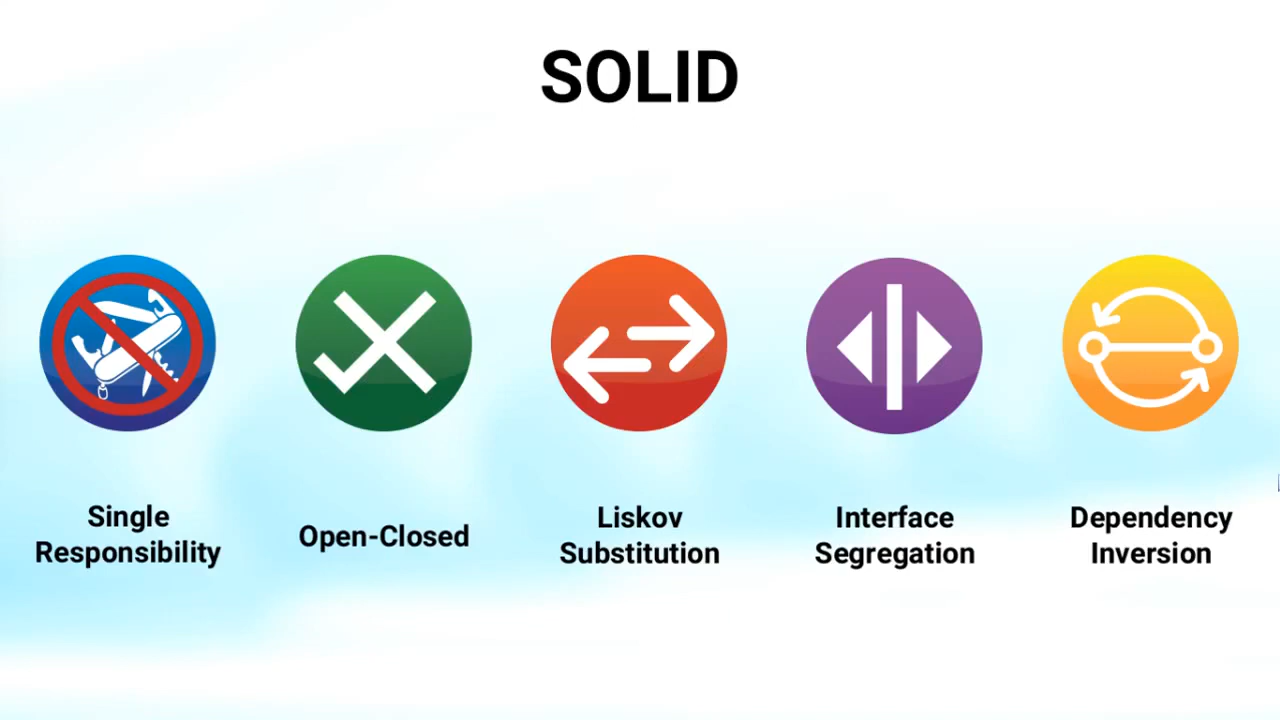 SOLID
Single
Responsibility
Open-Closed
Liskov
Substitution
Interface
Segregation
Dependency
Inversion